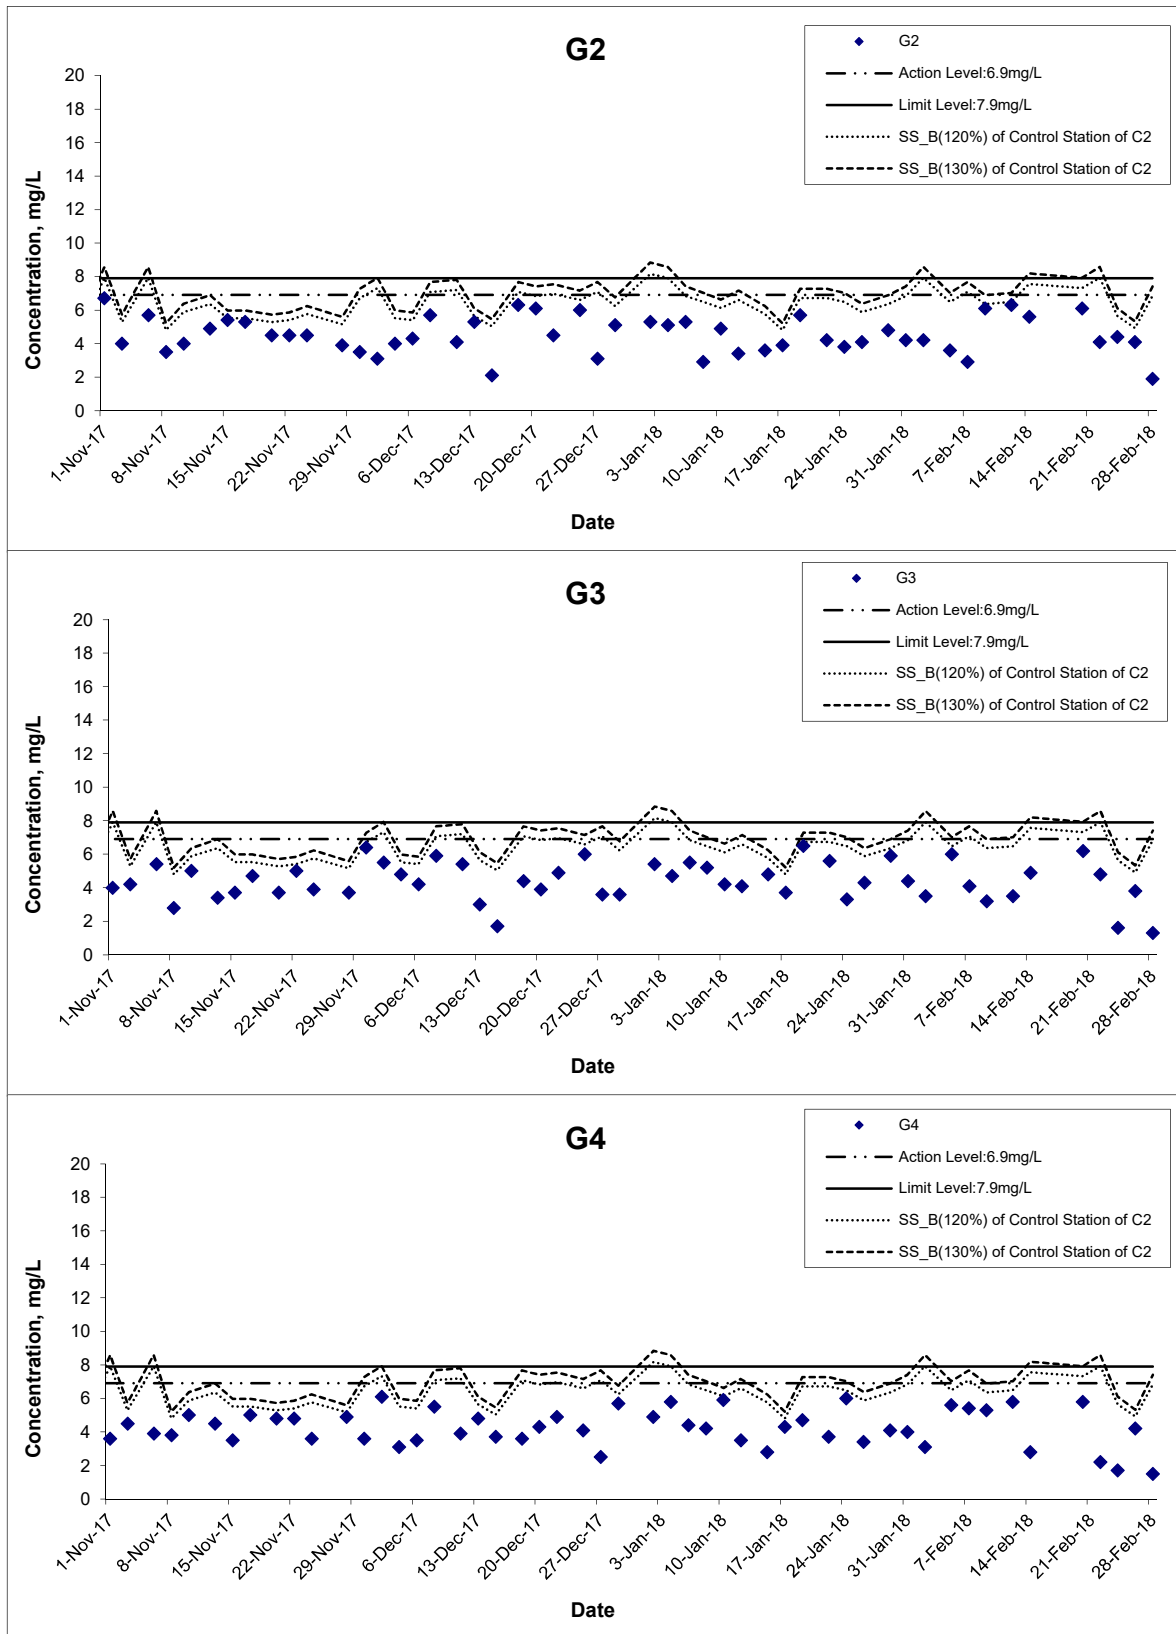 G2
G2
Action Level:6.9mg/L
Limit Level:7.9mg/L
SS_B(120%) of Control Station of C2
SS_B(130%) of Control Station of C2
Concentration, mg/L
20
18
16
14
12
10
8
6
4
2
0
1-Nov-17
8-Nov-17
15-Nov-17
22-Nov-17
29-Nov-17
6-Dec-17
13-Dec-17
20-Dec-17
27-Dec-17
3-Jan-18
10-Jan-18
17-Jan-18
24-Jan-18
31-Jan-18
7-Feb-18
14-Feb-18
21-Feb-18
28-Feb-18
Date
G3
G3
Action Level:6.9mg/L
Limit Level:7.9mg/L
SS_B(120%) of Control Station of C2
SS_B(130%) of Control Station of C2
Concentration, mg/L
20
18
16
14
12
10
8
6
4
2
0
1-Nov-17
8-Nov-17
15-Nov-17
22-Nov-17
29-Nov-17
6-Dec-17
13-Dec-17
20-Dec-17
27-Dec-17
3-Jan-18
10-Jan-18
17-Jan-18
24-Jan-18
31-Jan-18
7-Feb-18
14-Feb-18
21-Feb-18
28-Feb-18
Date
G4
G4
Action Level:6.9mg/L
Limit Level:7.9mg/L
SS_B(120%) of Control Station of C2
SS_B(130%) of Control Station of C2
Concentration, mg/L
20
18
16
14
12
10
8
6
4
2
0
1-Nov-17
8-Nov-17
15-Nov-17
22-Nov-17
29-Nov-17
6-Dec-17
13-Dec-17
20-Dec-17
27-Dec-17
3-Jan-18
10-Jan-18
17-Jan-18
24-Jan-18
31-Jan-18
7-Feb-18
14-Feb-18
21-Feb-18
28-Feb-18
Date